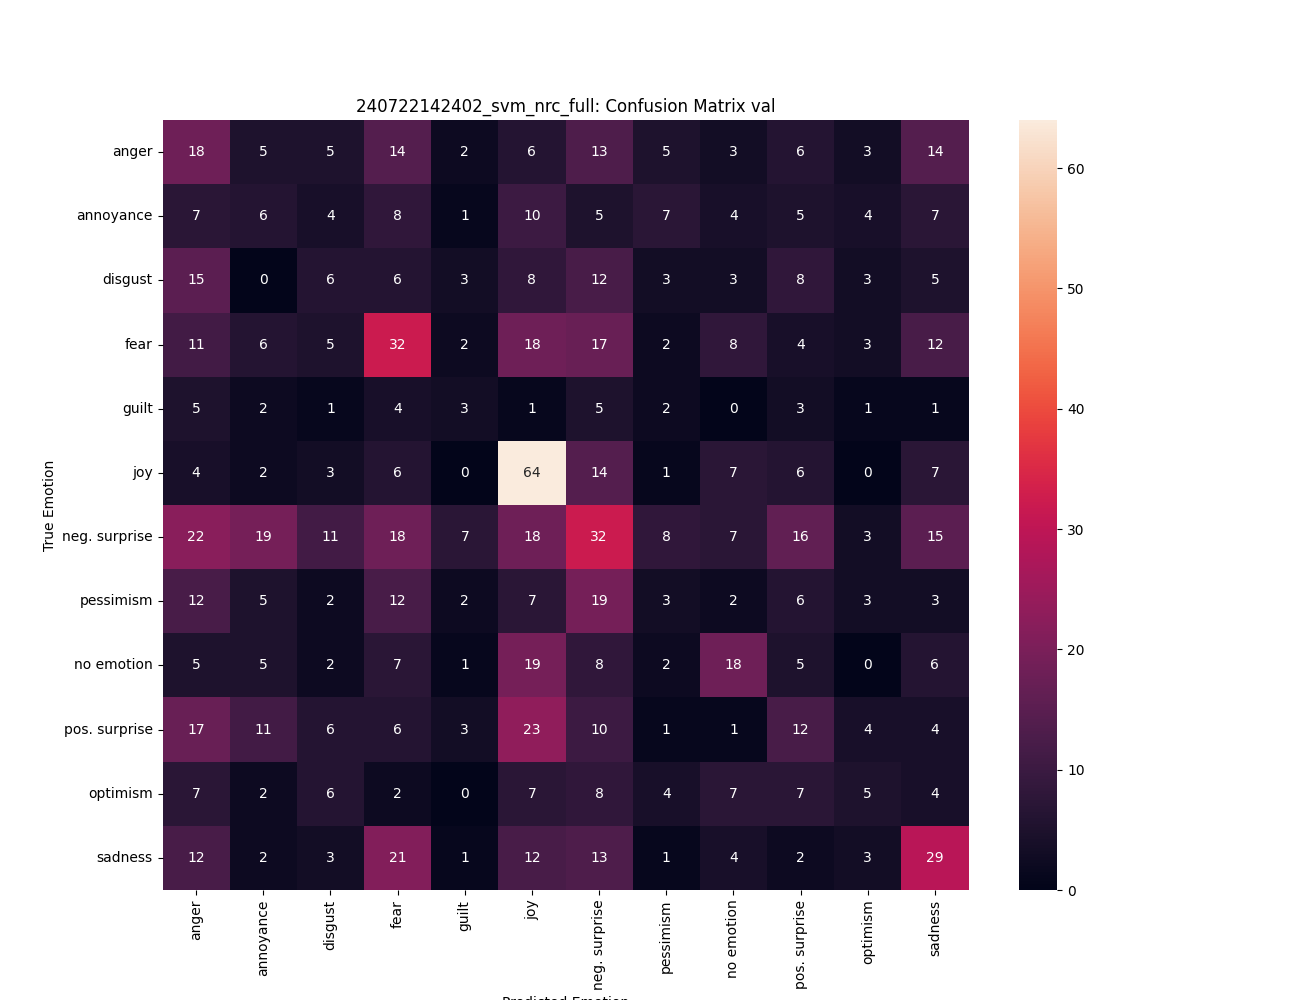 240722142402_svm_nrc_full: Confusion Matrix val
True Emotion
anger 18 5 5 14 2 6 13 5 3 6 3 14
annoyance 7 6 4 8 1 10 5 7 4 5 4 7
disgust 15 0 6 6 3 8 12 3 3 8 3 5
fear 11 6 5 32 2 18 17 2 8 4 3 12
guilt 5 2 1 4 3 1 5 2 0 3 1 1
joy 4 2 3 6 0 64 14 1 7 6 0 7
neg. surprise 22 19 11 18 7 18 32 8 7 16 3 15
pessimism 12 5 2 12 2 7 19 3 2 6 3 3
no emotion 5 5 2 7 1 19 8 2 18 5 0 6
pos. surprise 17 11 6 6 3 23 10 1 1 12 4 4
optimism 7 2 6 2 0 7 8 4 7 7 5 4
sadness 12 2 3 21 1 12 13 1 4 2 3 29
anger annoyance disgust fear guilt joy neg. surprise pessimism no emotion pos. surprise optimism sadness
Predicted Emotion
60
50
40
30
20
10
0